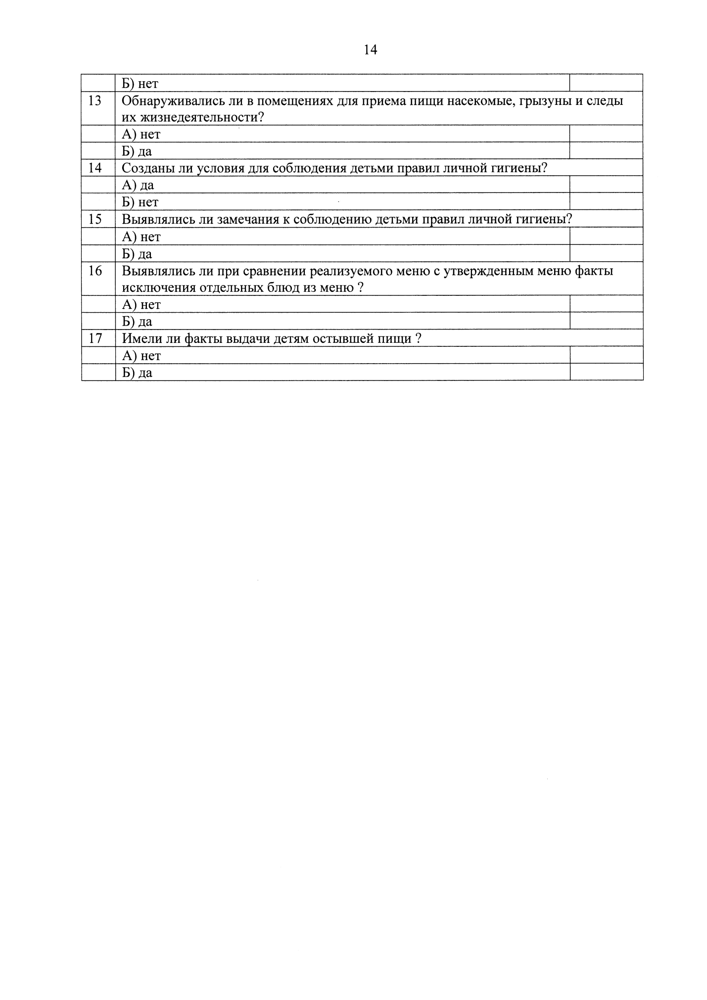 14
Б) нет
13 Обнаруживались ли в помещениях для приема пищи насекомые, грызуны и следы
их жизнедеятельности?
А) нет
Б) да
14 Созданы ли условия для соблюдения детьми правил личной гигиены?
А) да
Б) нет
15 Выявлялись ли замечания к соблюдению детьми правил личной гигиены?
А) нет
Б) да
16 Выявлялись ли при сравнении реализуемого меню с утвержденным меню факты
исключения отдельных блюд из меню ?
А) нет
Б) да
17 Имели ли факты выдачи детям остывшей пищи ?
А) нет
Б) да